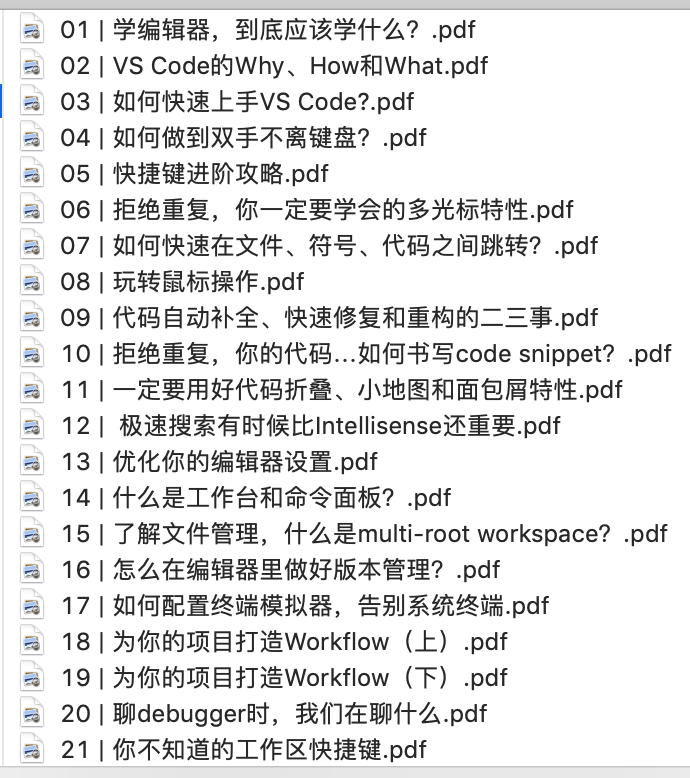 01 | 学编辑器，到底应该学什么？.pdf
02 | VS Code的Why、How和What.pdf
03 | 如何快速上手VS Code?.pdf
04 | 如何做到双手不离键盘？.pdf
05 | 快捷键进阶攻略.pdf
06 | 拒绝重复，你一定要学会的多光标特性.pdf
07 | 如何快速在文件、符号、代码之间跳转？.pdf
08 | 玩转鼠标操作.pdf
09 | 代码自动补全、快速修复和重构的二三事.pdf
10 | 拒绝重复，你的代码...如何书写code snippet？.pdf
11 | 一定要用好代码折叠、小地图和面包屑特性.pdf
12 | 极速搜索有时候比Intellisense还重要.pdf
13 | 优化你的编辑器设置.pdf
14 | 什么是工作台和命令面板？.pdf
15 | 了解文件管理，什么是multi-root workspace？.pdf
16 | 怎么在编辑器里做好版本管理？.pdf
17 | 如何配置终端模拟器，告别系统终端.pdf
18 | 为你的项目打造Workflow（上）.pdf
19 | 为你的项目打造Workflow（下）.pdf
20 | 聊debugger时，我们在聊什么.pdf
21 | 你不知道的工作区快捷键.pdf